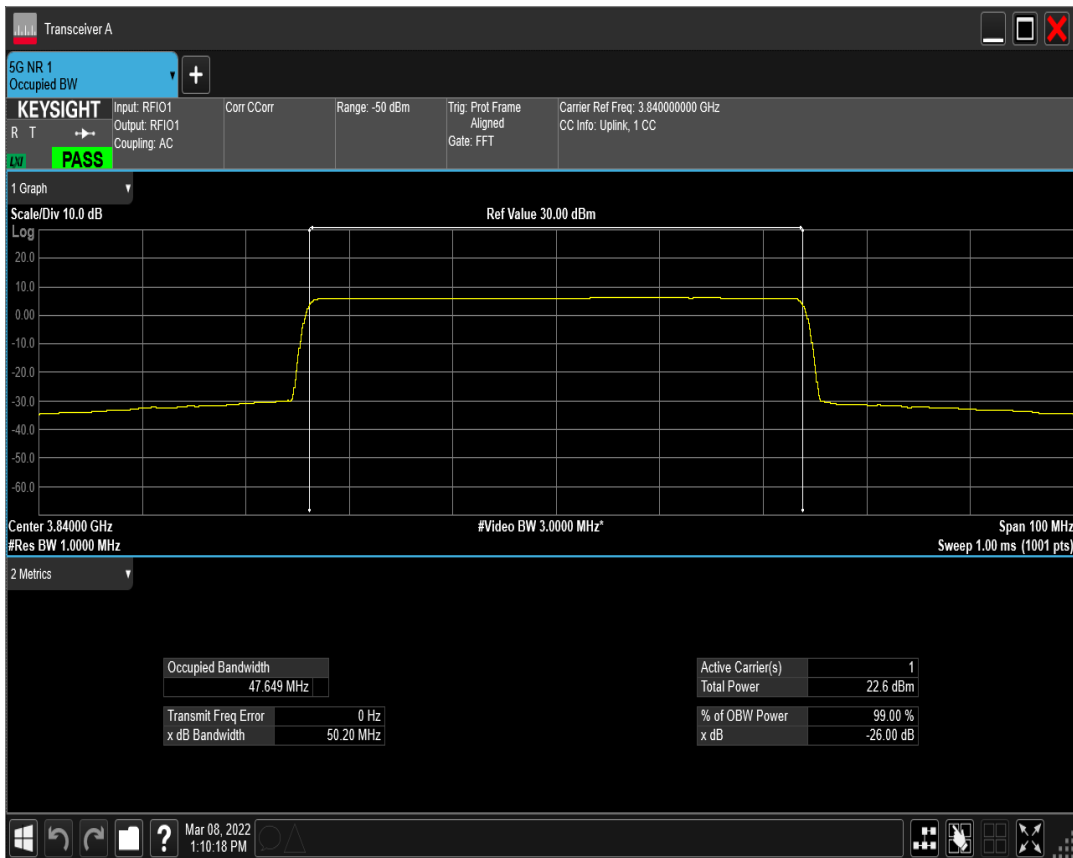 Transceiver A
5G NR 1
Occupied BW
+
KEYSIGHT
R T
LXI
PASS
Input: RFIO1
Output: RFIO1
Coupling: AC
Corr CCorr
Range: -50 dBm
Trig: Prot Frame
Aligned
Gate: FFT
Carrier Ref Freq: 3.840000000 GHz
CC Info: Uplink, 1 CC
1 Graph
Scale/Div 10.0 dB
Ref Value 30.00 dBm
Log
20.0
10.0
0.00
-10.0
-20.0
-30.0
-40.0
-50.0
-60.0
Center 3.84000 GHz
#Video BW 3.0000 MHz*
Span 100 MHz
#Res BW 1.0000 MHz
Sweep 1.00 ms (1001 pts)
2 Metrics
Occupied Bandwidth
47.649 MHz
Transmit Freq Error 0 Hz
x dB Bandwidth 50.20 MHz
Active Carrier(s) 1
Total Power 22.6 dBm
% of OBW Power 99.00 %
x dB -26.00 dB
?
Mar 08, 2022
1:10:18 PM